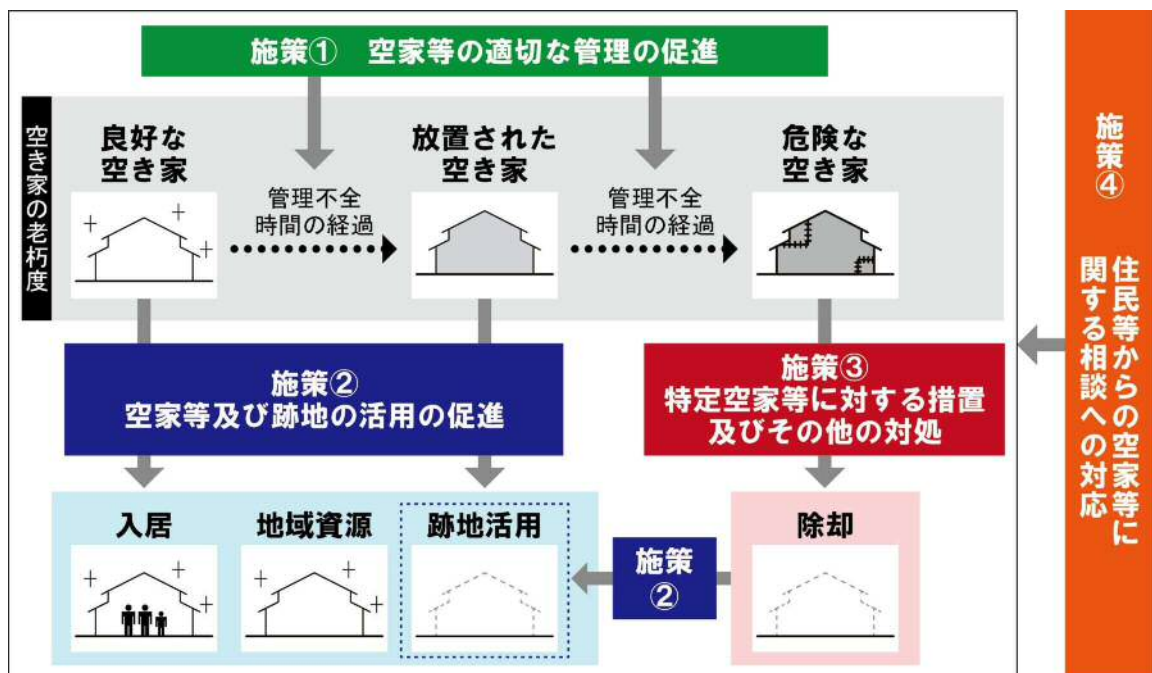 施策① 空家等の適切な管理の促進
空き家の老朽度
良好な
空き家
管理不全
時間の経過
放置された
空き家
管理不全
時間の経過
危険な
空き家
施策②
空家等及び跡地の活用の促進
施策③
特定空家等に対する措置
及びその他の対処
入居
地域資源
跡地活用
施策
②
除却
施策④
住民等からの空家等に
関する相談への対応